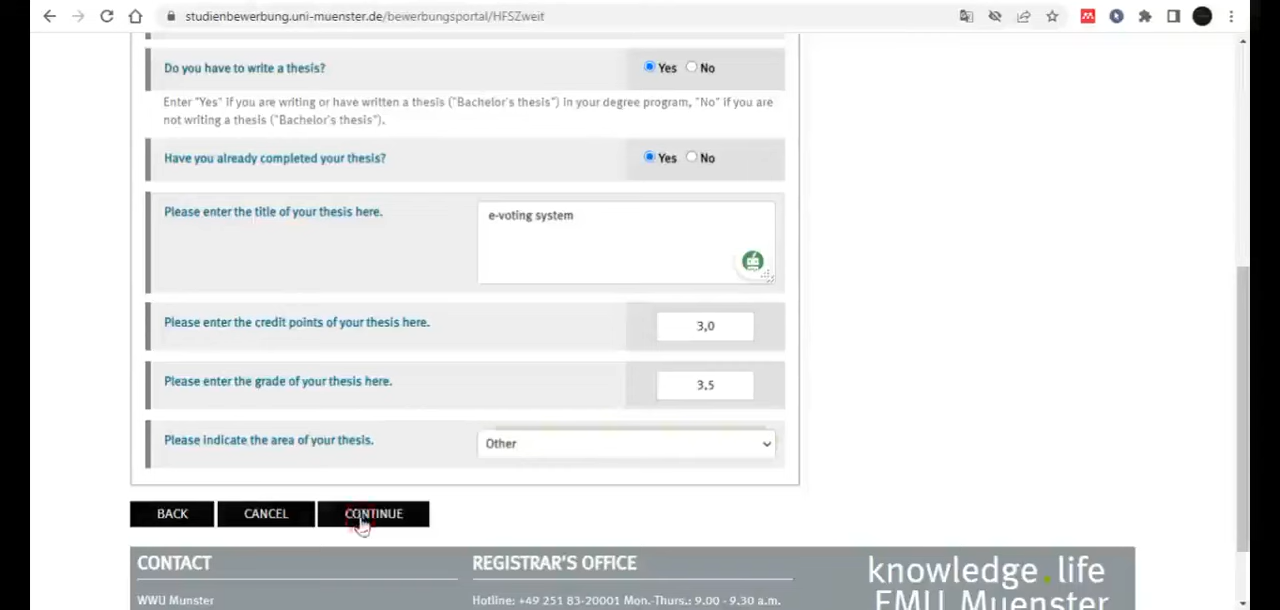 studienbewerbung.uni-muenster.de/bewerbungsportal/HFSZweit
Do you have to write a thesis? Yes No
Enter "Yes" if you are writing or have written a thesis ("Bachelor's thesis") in your degree program, "No" if you are
not writing a thesis ("Bachelor's thesis").
Have you already completed your thesis? Yes No
Please enter the title of your thesis here. e-voting system
Please enter the credit points of your thesis here. 3,0
Please enter the grade of your thesis here. 3,5
Please indicate the area of your thesis. Other
BACK CANCEL CONTINUE
CONTACT REGISTRAR'S OFFICE knowledge.life
WWU Munster Hotline: +49 251 83-20001 Mon.-Thurs.: 9.00 - 9.30 a.m. EMU Muenster